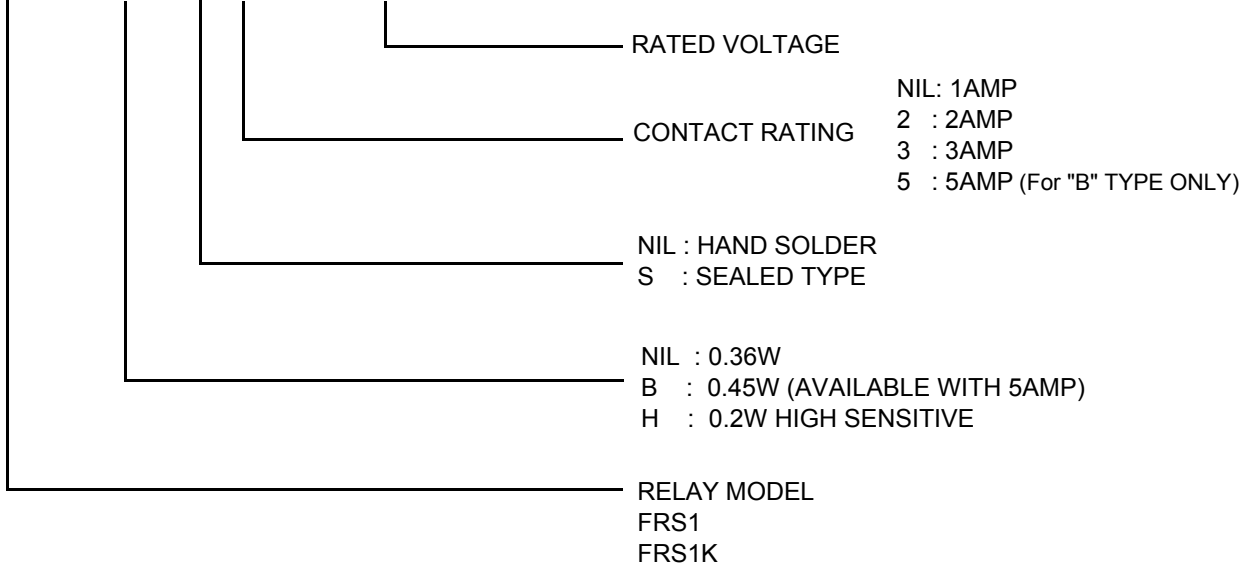 RATED VOLTAGE
NIL: 1AMP
CONTACT RATING
2 : 2AMP
3 : 3AMP
5 : 5AMP (For "B" TYPE ONLY)
NIL : HAND SOLDER
S : SEALED TYPE
NIL : 0.36W
B : 0.45W (AVAILABLE WITH 5AMP)
H : 0.2W HIGH SENSITIVE
RELAY MODEL
FRS1
FRS1K